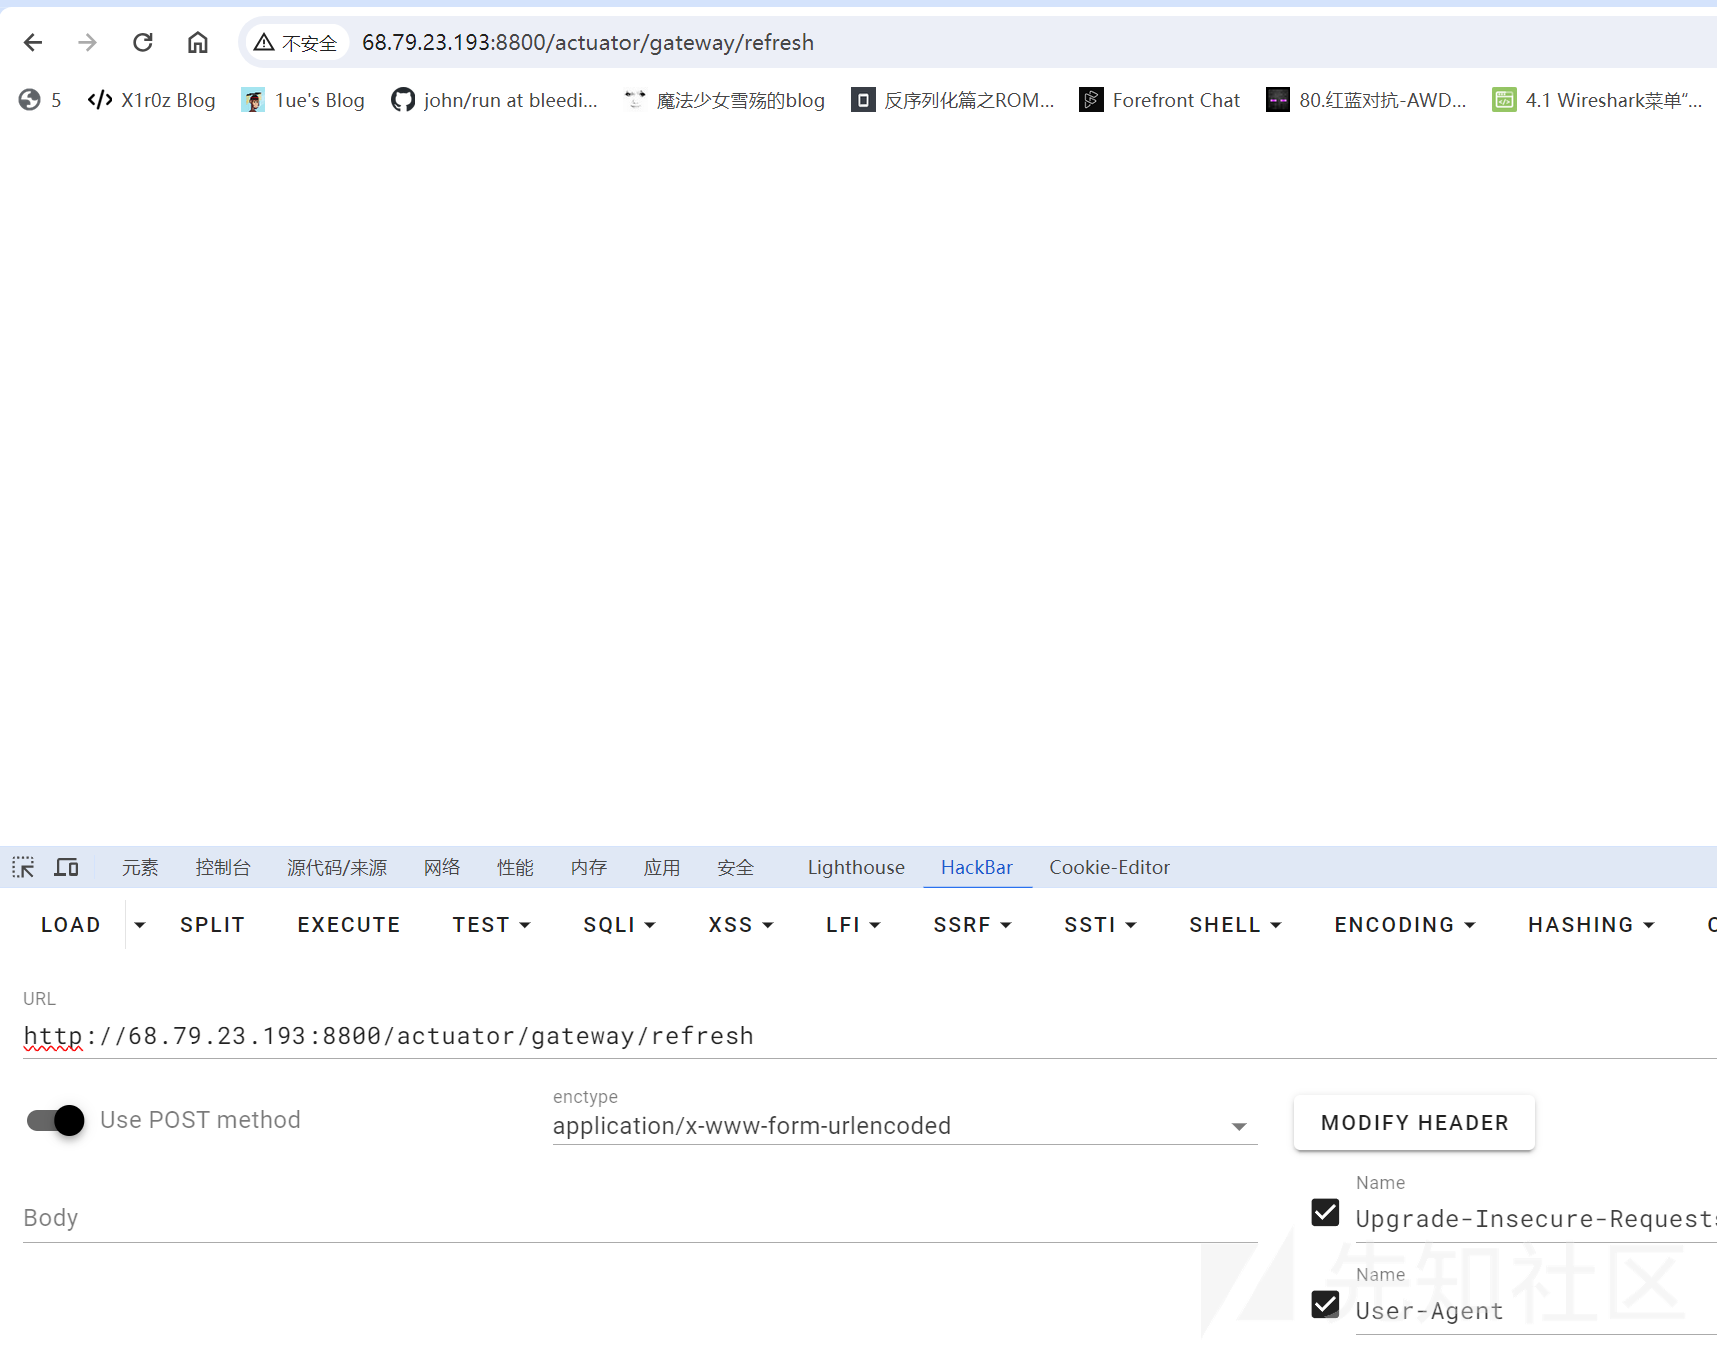 不安全 68.79.23.193:8800/actuator/gateway/refresh
5 X1r0z Blog 1ue's Blog john/run at bleedi... 魔法少女雪殇的blog 反序列化篇之ROM... Forefront Chat 80.红蓝对抗-AWD... 4.1 Wireshark菜单“...
元素 控制台 源代码/来源 网络 性能 内存 应用 安全 Lighthouse HackBar Cookie-Editor
LOAD SPLIT EXECUTE TEST SQLI XSS LFI SSRF SSTI SHELL ENCODING HASHING
URL
http://68.79.23.193:8800/actuator/gateway/refresh
Use POST method
enctype
application/x-www-form-urlencoded
MODIFY HEADER
Body
Name
Upgrade-Insecure-Requests
Name
User-Agent
先知社区